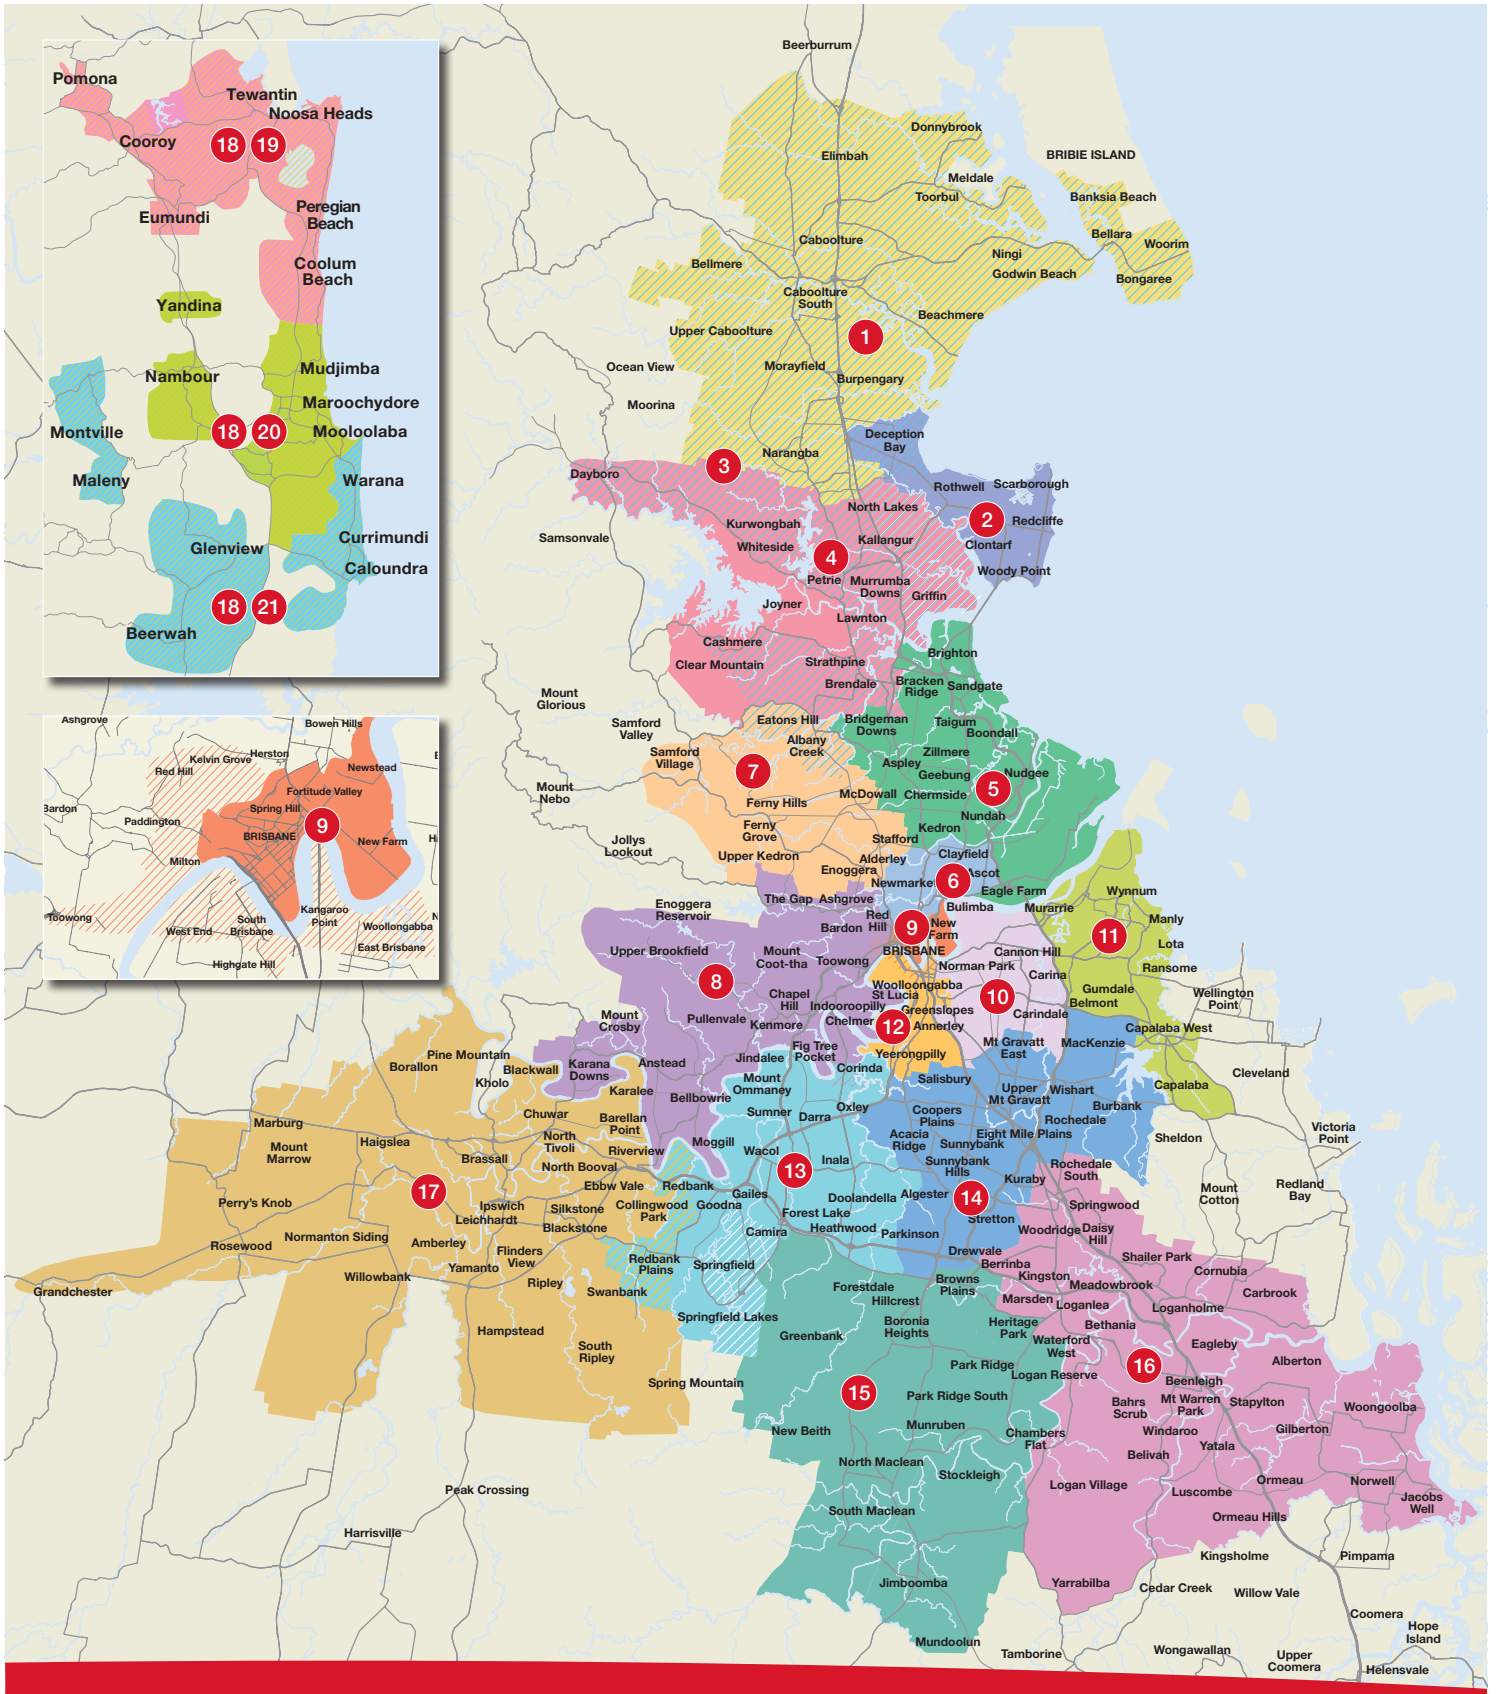 Pomona
Tewantin
Noosa Heads
Cooroy
18
19
Eumundi
Peregian
Beach
Coolum
Beach
Yandina
Mudjimba
Nambour
Maroochydore
Montville
18
20
Mooloolaba
Maleny
Warana
Glenview
Currimundi
Caloundra
18
21
Beerwah
Ashgrove
Bowen Hills
Herston
Kelvin Grove
Red Hill
Newstead
Fortitude Valley
Bardon
Spring Hill
Paddington
9
BRISBANE
New Farm
Milton
Toowong
Kangaroo
Point
South
Brisbane
West End
Woollongabba
East Brisbane
Highgate Hill
Beerburrum
Donnybrook
Elimbah
BRIBIE ISLAND
Meldale
Toorbul
Banksia Beach
Bellara
Woorim
Caboolture
Ningi
Bellmere
Godwin Beach
Bongaree
Caboolture
South
Beachmere
Upper Caboolture
1
Ocean View
Morayfield
Burpengary
Moorina
Deception
Bay
Narangba
3
Dayboro
Rothwell
Scarborough
North Lakes
2
Redcliffe
Kurwongbah
Samsonvale
Whiteside
Kallangur
Clontarf
4
Petrie
Woody Point
Murrumba
Downs
Griffin
Joyner
Lawnton
Cashmere
Clear Mountain
Strathpine
Brighton
Brendale
Bracken
Ridge
Sandgate
Mount
Glorious
Samford
Valley
Eatons Hill
Bridgeman
Downs
Taigum
Boondall
Albany
Creek
Samford
Village
Zillmere
7
Aspley
Geebung
Nudgee
Mount
Nebo
McDowall
Chermside
5
Ferny Hills
Nundah
Ferny
Grove
Kedron
Jollys
Lookout
Stafford
Upper Kedron
Alderley
Clayfield
Enoggera
Newmarket
6
Ascot
Eagle Farm
Wynnum
The Gap
Ashgrove
Enoggera
Reservoir
Bulimba
Murarrie
Red
Hill
Bardon
9
New
Farm
Manly
11
Lota
Upper Brookfield
BRISBANE
Mount
Coot-tha
Toowong
Cannon Hill
Norman Park
Ransome
Carina
8
Woolloongabba
St Lucia
Gumdale
Belmont
Wellington
Point
Chapel
Hill
Indooroopilly
10
Greenslopes
Carindale
Mount
Crosby
Pullenvale
Kenmore
Chelmer
12
Annerley
Capalaba West
Mt Gravatt
East
MacKenzie
Pine Mountain
Borallon
Blackwall
Karana
Downs
Anstead
Jindalee
Fig Tree
Pocket
Yeerongpilly
Corinda
Kholo
Karalee
Mount
Ommaney
Salisbury
Cleveland
Capalaba
Upper
Mt Gravatt
Wishart
Bellbowrie
Chuwar
Barellan
Point
Sumner
Darra
Oxley
Coopers
Plains
Burbank
Rochedale
Marburg
Haigslea
North
Tivoli
Moggill
Acacia
Ridge
Eight Mile Plains
Sunnybank
Sheldon
Victoria
Point
Mount
Marrow
Brassall
Riverview
Wacol
Inala
Sunnybank
Hills
Rochedale
South
North Booval
13
Kuraby
17
Ebbw Vale
Redbank
Gailes
Doolandella
Algester
14
Mount
Cotton
Redland
Bay
Perry's Knob
Ipswich
Leichhardt
Silkstone
Collingwood
Park
Goodna
Forest Lake
Stretton
Springwood
Normanton Siding
Blackstone
Camira
Heathwood
Parkinson
Woodridge
Daisy
Hill
Rosewood
Amberley
Flinders
View
Drewvale
Yamanto
Redbank
Plains
Springfield
Berrinba
Shailer Park
Cornubia
Willowbank
Ripley
Swanbank
Kingston
Meadowbrook
Grandchester
Forestdale
Browns
Plains
Carbrook
Hillcrest
Marsden
Loganlea
Loganholme
Springfield Lakes
Boronia
Heights
Heritage
Park
Bethania
Hampstead
Greenbank
Waterford
West
Eagleby
South
Ripley
Park Ridge
16
Alberton
Logan Reserve
Beenleigh
Spring Mountain
15
Park Ridge South
Bahrs
Scrub
Mt Warren
Park
Stapylton
Woongoolba
New Beith
Munruben
Chambers
Flat
Windaroo
Gilberton
Belivah
Yatala
North Maclean
Stockleigh
Logan Village
Luscombe
Ormeau
Norwell
Peak Crossing
Jacobs
Well
South Maclean
Ormeau Hills
Harrisville
Kingsholme
Pimpama
Jimboomba
Yarrabilba
Cedar Creek
Willow Vale
Coomera
Hope
Island
Mundoolun
Tamborine
Wongawallan
Upper
Coomera
Helensvale